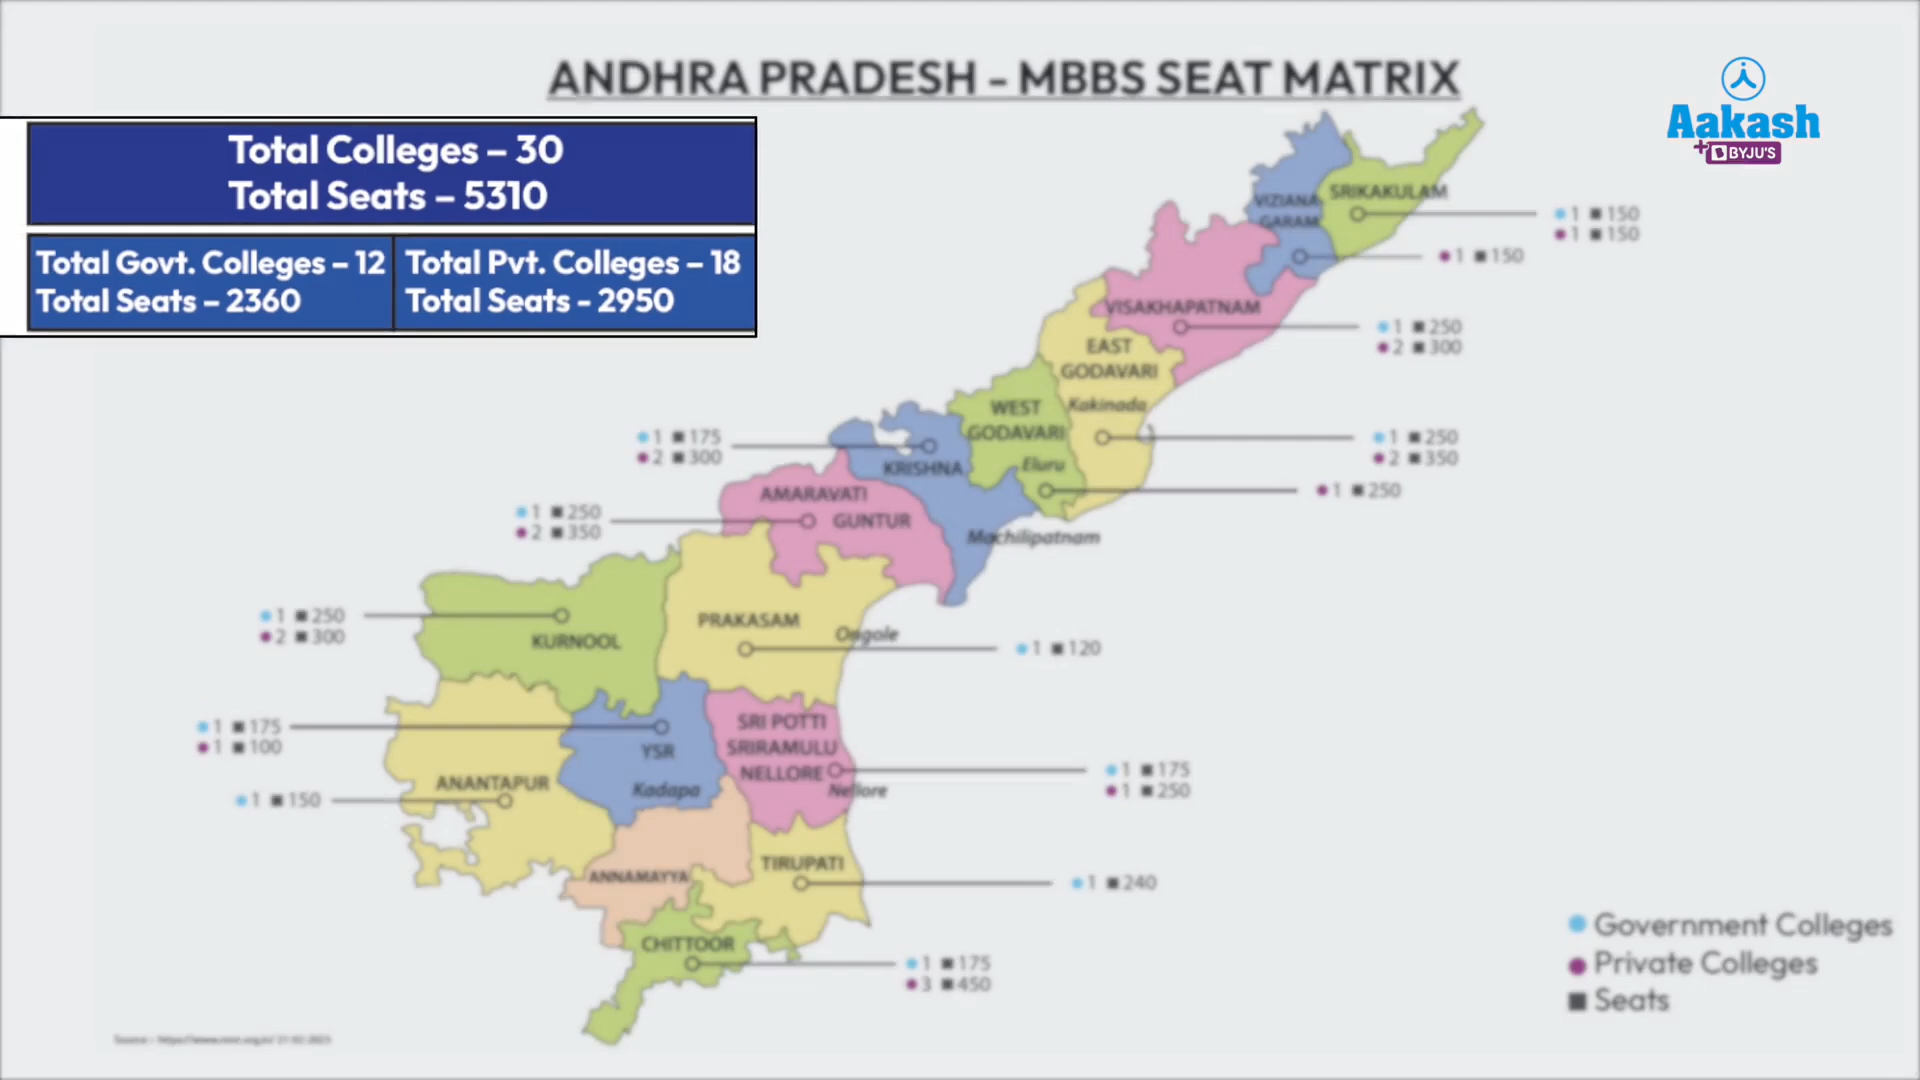 ANDHRA PRADESH - MBBS SEAT MATRIX
Aakash
+ BYJU'S
Total Colleges – 30
Total Seats – 5310
Total Govt. Colleges – 12
Total Seats – 2360
Total Pvt. Colleges – 18
Total Seats - 2950
SRIKAKULAM
1 150
1 150
VIZIANA
GARAM
1 150
VISAKHAPATNAM
1 250
2 300
EAST
GODAVARI
Kakinada
1 250
2 350
WEST
GODAVARI
Eluru
1 250
1 175
2 300
KRISHNA
Machilipatnam
1 250
2 350
AMARAVATI
GUNTUR
1 250
2 300
KURNOOL
PRAKASAM
Ongole
1 120
1 175
1 100
YSR
Kadapa
SRI POTTI
SRIRAMULU
NELLORE
Nellore
1 175
1 250
ANANTAPUR
1 150
ANNAMAYYA
TIRUPATI
1 240
CHITTOOR
1 175
3 450
Government Colleges
Private Colleges
Seats